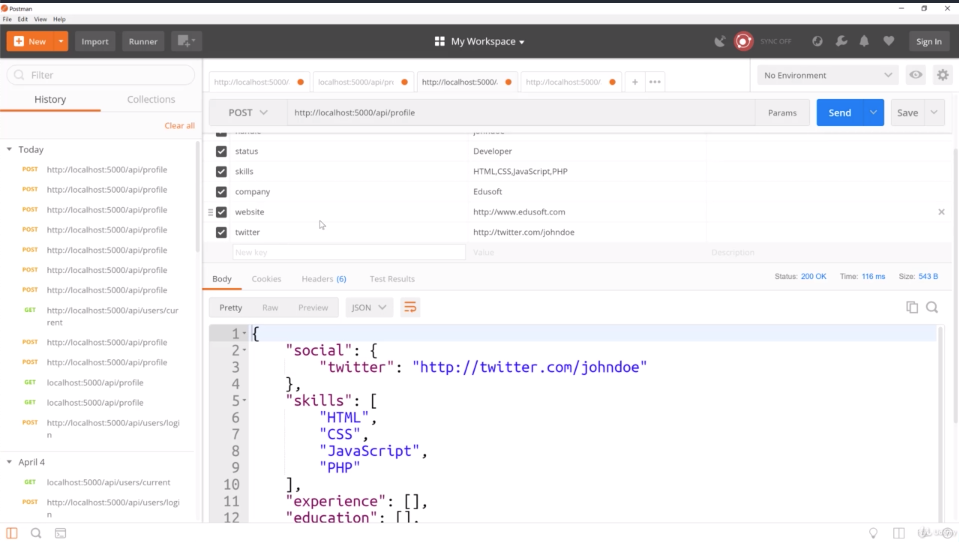 Postman
File Edit View Help
New
Import
Runner
My Workspace
SYNC OFF
Sign In
Filter
History
Collections
Clear all
Today
POST http://localhost:5000/api/profile
POST http://localhost:5000/api/profile
POST http://localhost:5000/api/profile
POST http://localhost:5000/api/profile
POST http://localhost:5000/api/profile
POST http://localhost:5000/api/profile
POST http://localhost:5000/api/profile
GET http://localhost:5000/api/users/cur
rent
POST http://localhost:5000/api/profile
POST http://localhost:5000/api/profile
GET localhost:5000/api/profile
GET localhost:5000/api/profile
POST http://localhost:5000/api/users/logi
n
April 4
GET localhost:5000/api/users/current
POST http://localhost:5000/api/users/logi
n
http://localhost:5000/ localhost:5000/api/pr http://localhost:5000/. http://localhost:5000/
No Environment
POST http://localhost:5000/api/profile Params Send Save
handle johndoe
status Developer
skills HTML,CSS,JavaScript,PHP
company Edusoft
website http://www.edusoft.com
twitter http://twitter.com/johndoe
New key Value Description
Body Cookies Headers (6) Test Results Status: 200 OK Time: 116 ms Size: 543 B
Pretty Raw Preview JSON
1 {
2 "social": {
3 "twitter": "http://twitter.com/johndoe"
4 },
5 "skills": [
6 "HTML",
7 "CSS",
8 "JavaScript",
9 "PHP"
10 ],
11 "experience": [],
12 "education": [],